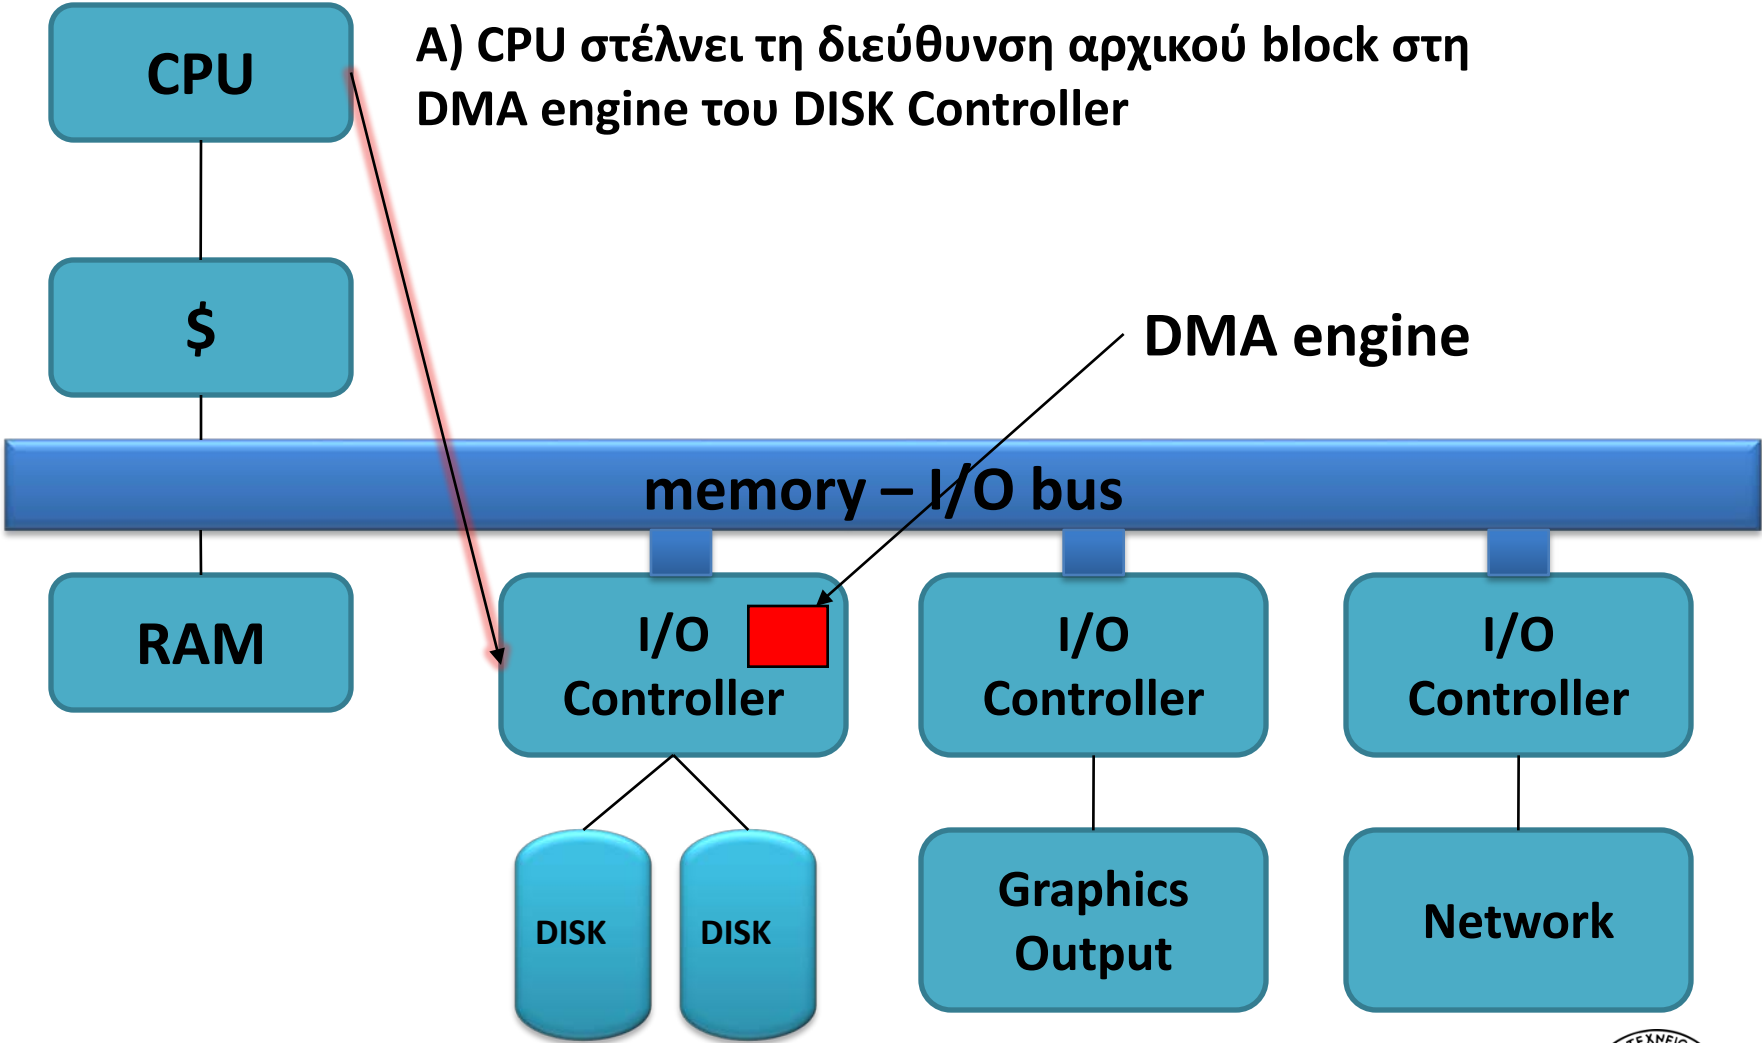 CPU
A) CPU στέλνει τη διεύθυνση αρχικού block στη
DMA engine του DISK Controller
$
DMA engine
memory – I/O bus
RAM
I/O
Controller
I/O
Controller
I/O
Controller
DISK
DISK
Graphics
Output
Network